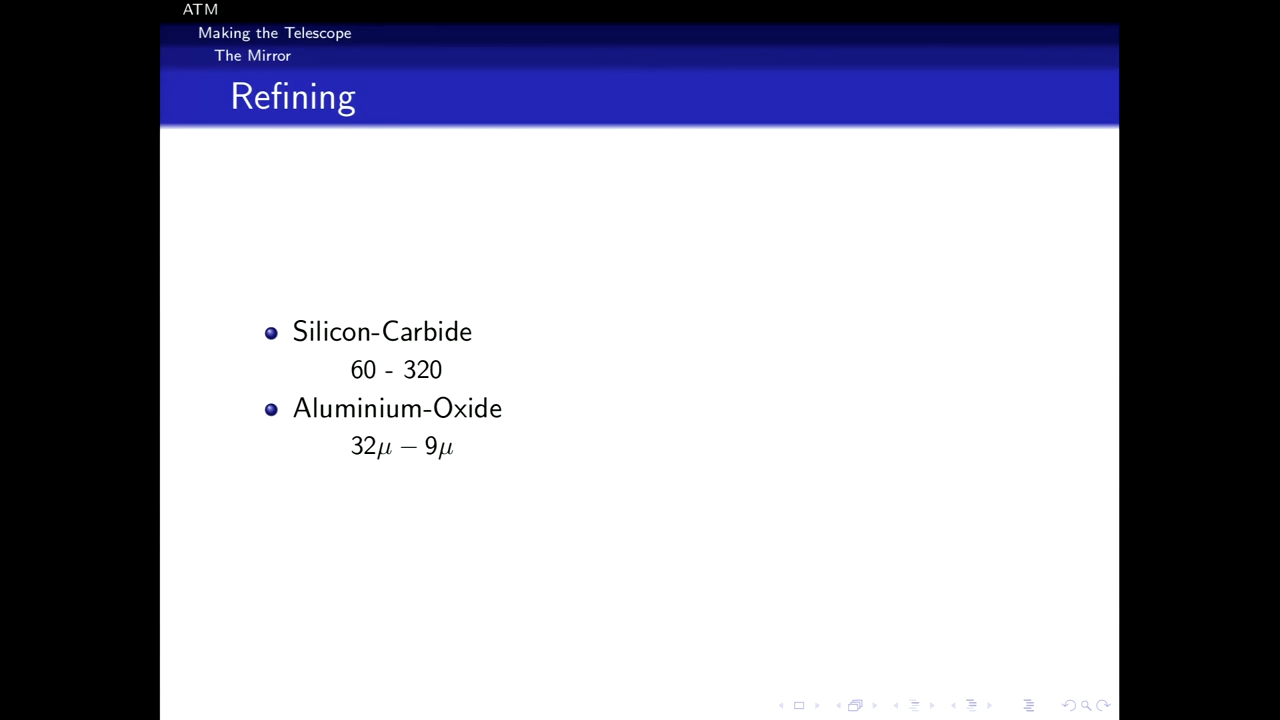 ATM
Making the Telescope
The Mirror
Refining
Silicon-Carbide
60 - 320
Aluminium-Oxide
32μ − 9μ